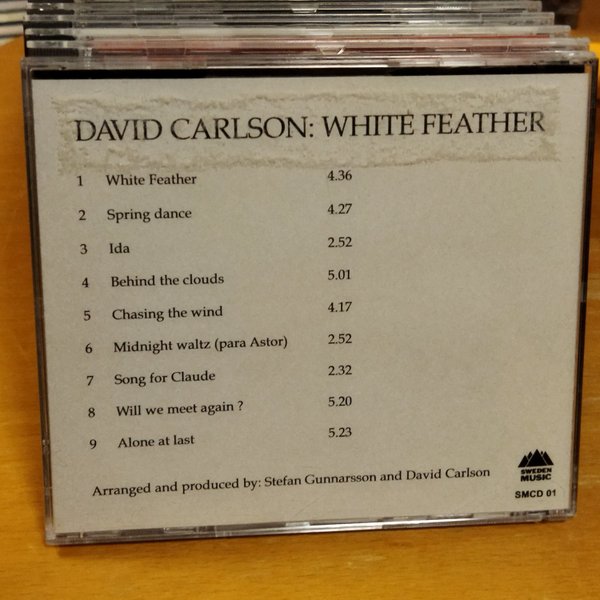 DAVID CARLSON: WHITE FEATHER
1 White Feather 4.36
2 Spring dance 4.27
3 Ida 2.52
4 Behind the clouds 5.01
5 Chasing the wind 4.17
6 Midnight waltz (para Astor) 2.52
7 Song for Claude 2.32
8 Will we meet again ? 5.20
9 Alone at last 5.23
Arranged and produced by: Stefan Gunnarsson and David Carlson
SWEDEN
MUSIC
SMCD 01